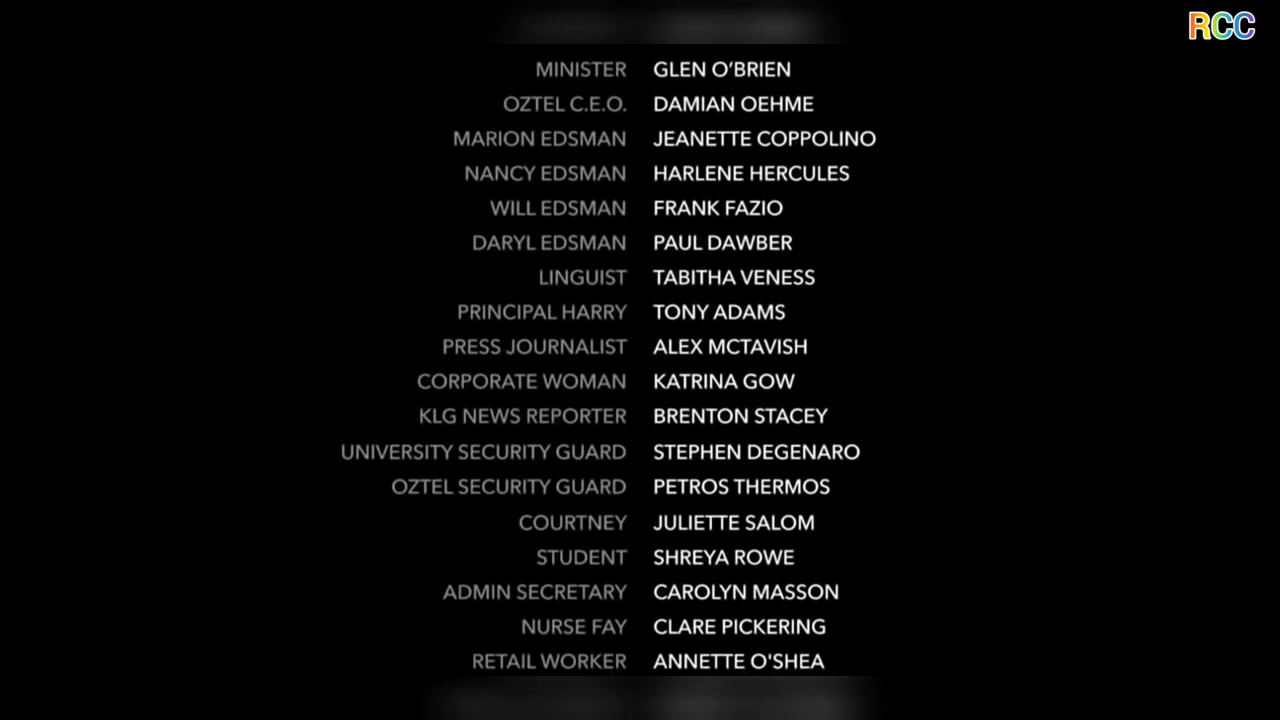 RCC
MINISTER GLEN O’BRIEN
OZTEL C.E.O. DAMIAN OEHME
MARION EDSMAN JEANETTE COPPOLINO
NANCY EDSMAN HARLENE HERCULES
WILL EDSMAN FRANK FAZIO
DARYL EDSMAN PAUL DAWBER
LINGUIST TABITHA VENESS
PRINCIPAL HARRY TONY ADAMS
PRESS JOURNALIST ALEX MCTAVISH
CORPORATE WOMAN KATRINA GOW
KLG NEWS REPORTER BRENTON STACEY
UNIVERSITY SECURITY GUARD STEPHEN DEGENARO
OZTEL SECURITY GUARD PETROS THERMOS
COURTNEY JULIETTE SALOM
STUDENT SHREYA ROWE
ADMIN SECRETARY CAROLYN MASSON
NURSE FAY CLARE PICKERING
RETAIL WORKER ANNETTE O'SHEA